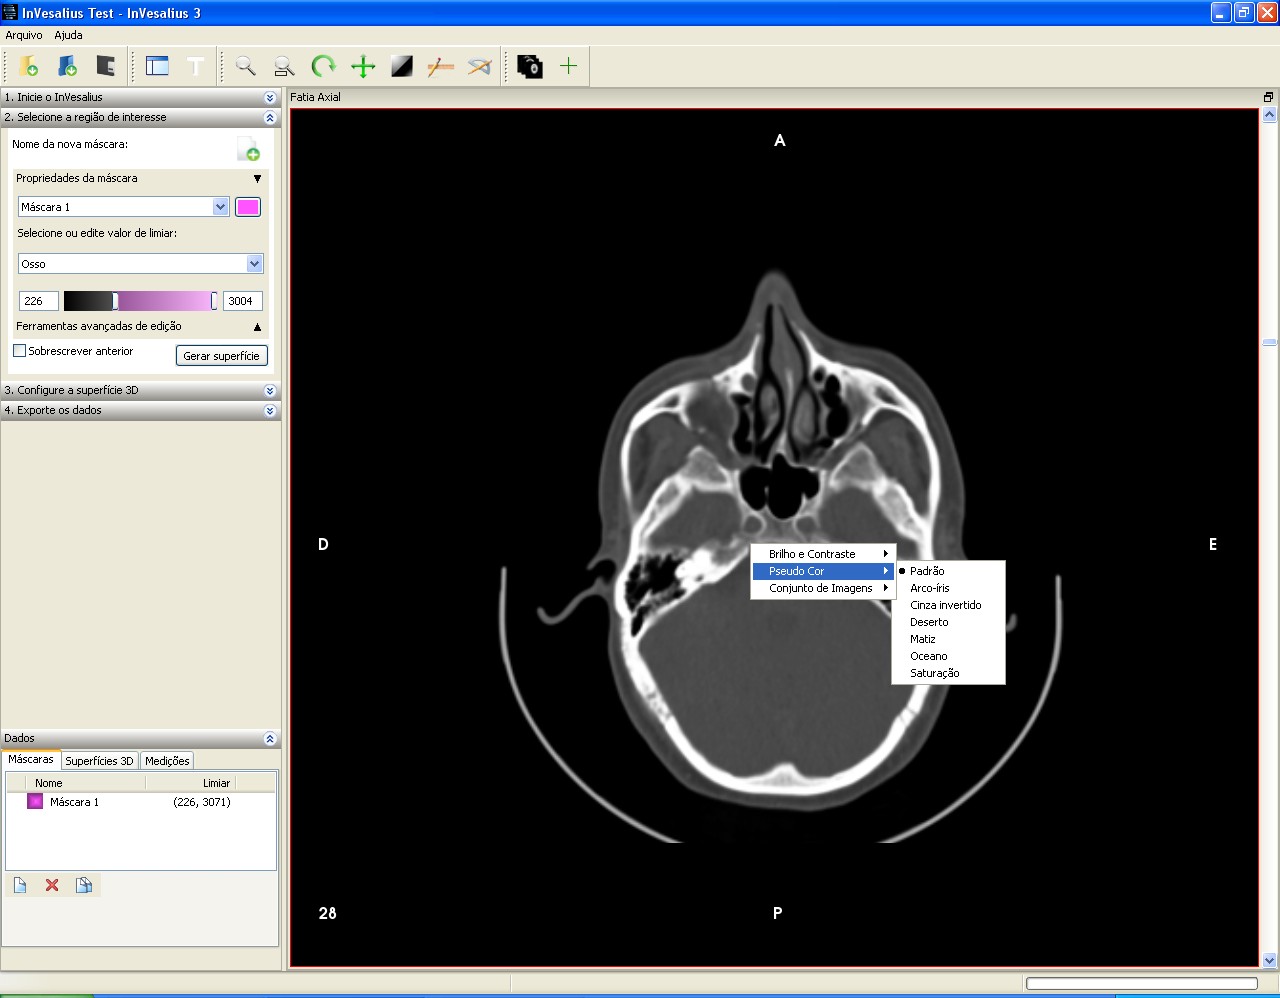 InVesalius Test - InVesalius 3
Arquivo Ajuda
1. Inicie o InVesalius
2. Selecione a região de interesse
Nome da nova máscara:
Propriedades da máscara
Máscara 1
Selecione ou edite valor de limiar:
Osso
226 3004
Ferramentas avançadas de edição
Sobrescrever anterior Gerar superfície
3. Configure a superfície 3D
4. Exporte os dados
Dados
Máscaras Superfícies 3D Medições
Nome Limiar
Máscara 1 (226, 3071)
Fatia Axial
A
D
E
Brilho e Contraste
Pseudo Cor
Conjunto de Imagens
Padrão
Arco-íris
Cinza invertido
Deserto
Matiz
Oceano
Saturação
28
P